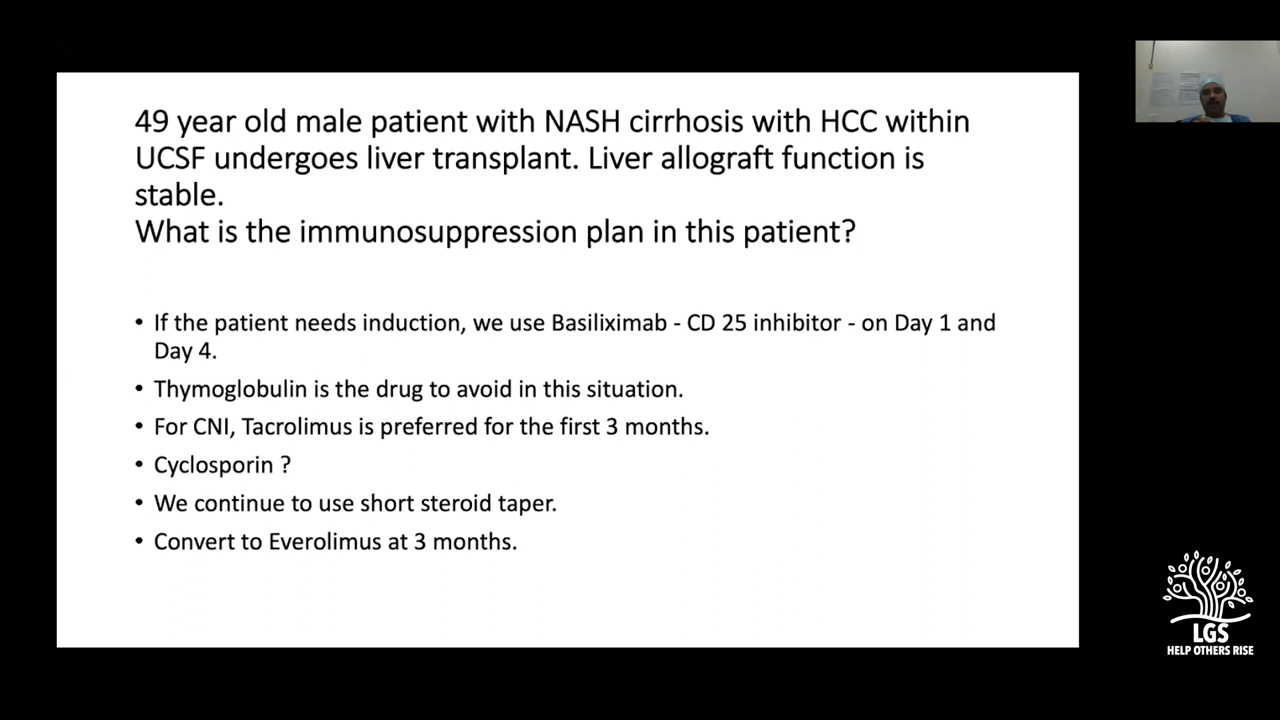 49 year old male patient with NASH cirrhosis with HCC within
UCSF undergoes liver transplant. Liver allograft function is
stable.
What is the immunosuppression plan in this patient?
• If the patient needs induction, we use Basiliximab - CD 25 inhibitor - on Day 1 and
Day 4.
• Thymoglobulin is the drug to avoid in this situation.
• For CNI, Tacrolimus is preferred for the first 3 months.
• Cyclosporin ?
• We continue to use short steroid taper.
• Convert to Everolimus at 3 months.
LGS
HELP OTHERS RISE